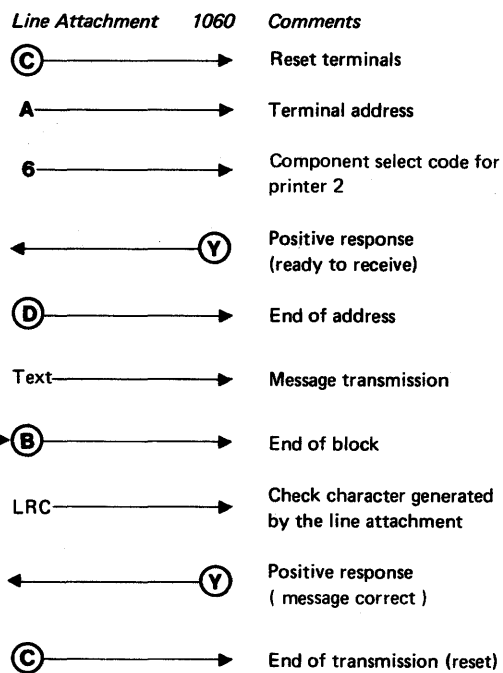 Line Attachment 1060 Comments
C Reset terminals
A Terminal address
6 Component select code for
printer 2
Y Positive response
(ready to receive)
D End of address
Text Message transmission
B End of block
LRC Check character generated
by the line attachment
Y Positive response
( message correct )
C End of transmission (reset)